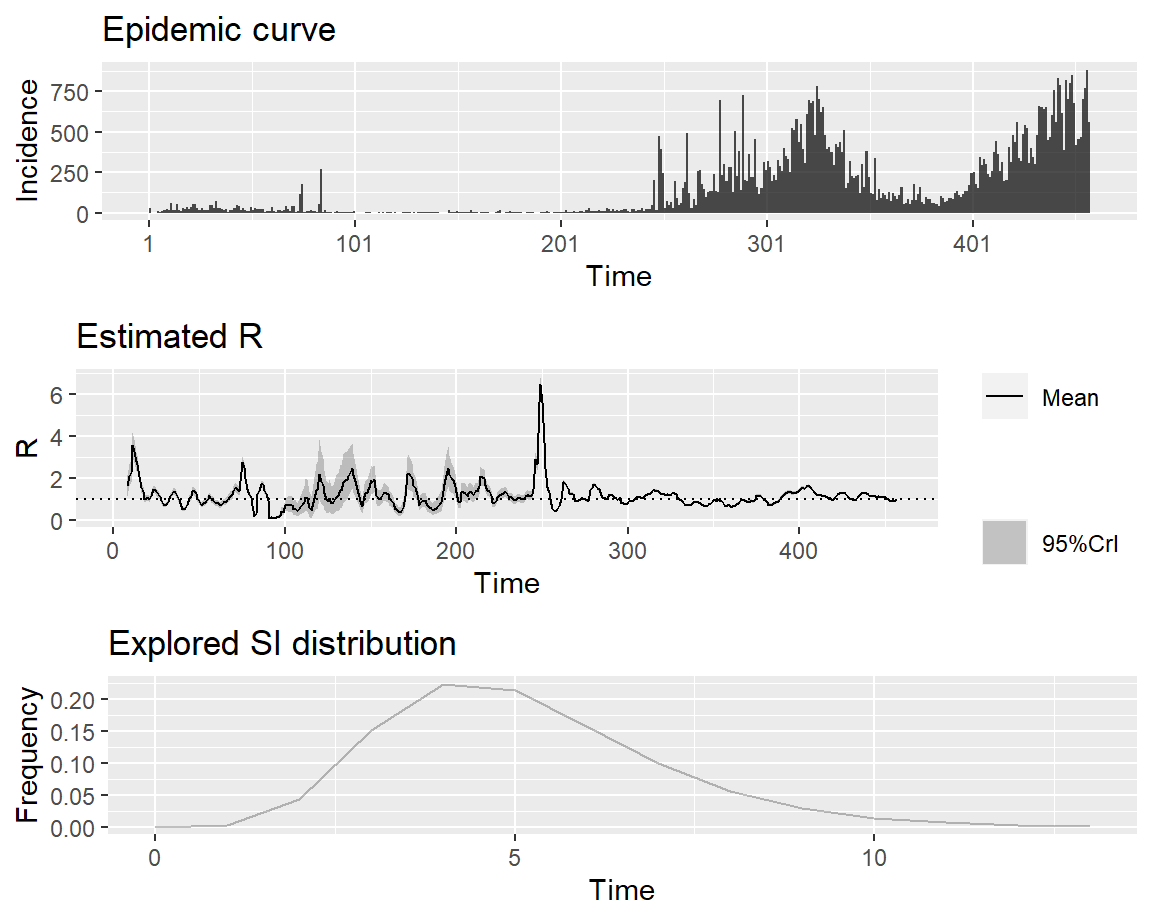 Epidemic curve
Incidence
750
500
250
0
1 101 201 301 401
Time
Estimated R
R
6
4
2
0
0 100 200 300 400
Time
Mean
95%CrI
Explored SI distribution
Frequency
0.20
0.15
0.10
0.05
0.00
0 5 10
Time